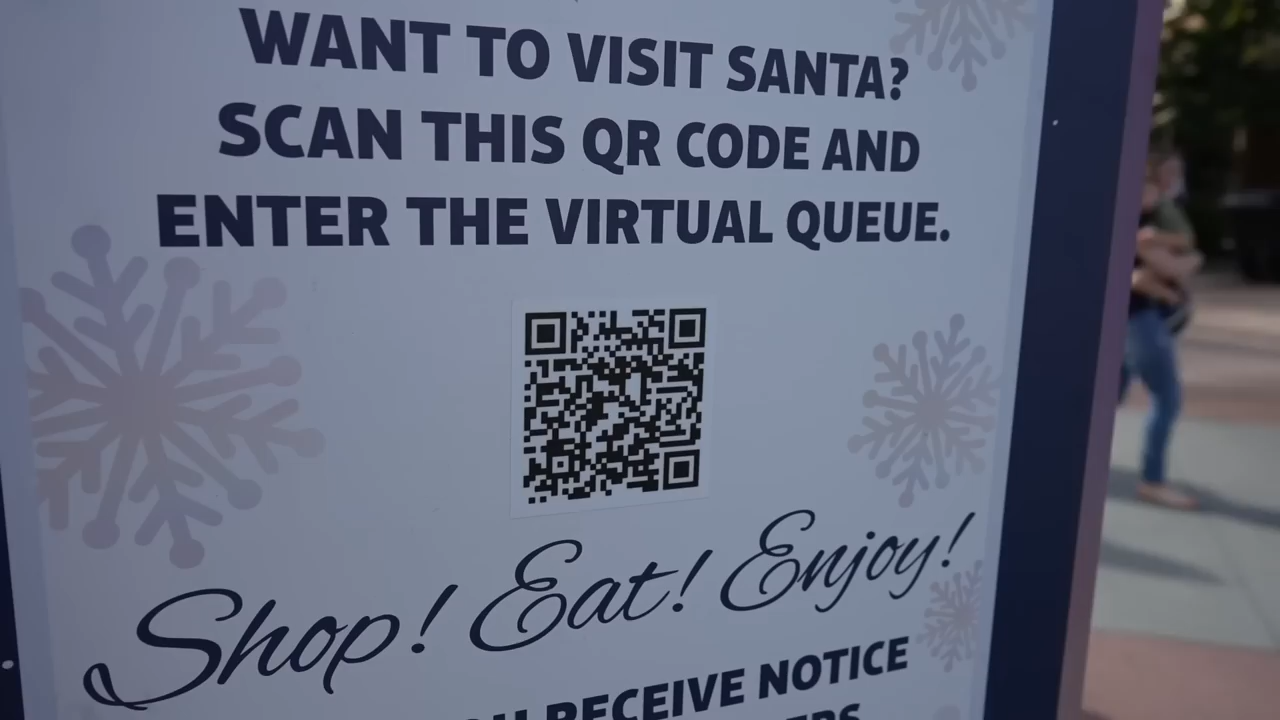 WANT TO VISIT SANTA?
SCAN THIS QR CODE AND
ENTER THE VIRTUAL QUEUE.
Shop! Eat! Enjoy!
RECEIVE NOTICE